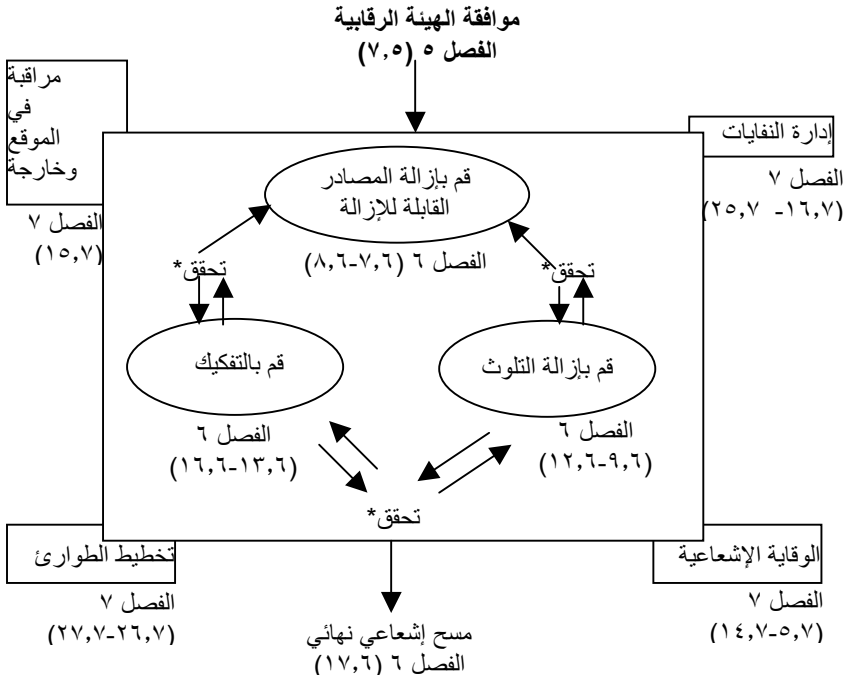 موافقة الهيئة الرقابية
الفصل ٥ (٧,٥)
مراقبة
في
الموقع
وخارجة
الفصل ٧
(١٥,٧)
إدارة النفايات
الفصل ٧
(١٦,٧- ٢٥,٧)
قم بإزالة المصادر
القابلة للإزالة
الفصل ٦ (٧,٦-٨,٦)
تحقق*
تحقق*
قم بإزالة التلوث
الفصل ٦
(٩,٦-١٢,٦)
قم بالتفكيك
الفصل ٦
(١٣,٦-١٦,٦)
تحقق*
الوقاية الإشعاعية
الفصل ٧
(٥,٧-١٤,٧)
تخطيط الطوارئ
الفصل ٧
(٢٦,٧-٢٧,٧)
مسح إشعاعي نهائي
الفصل ٦ (١٧,٦)